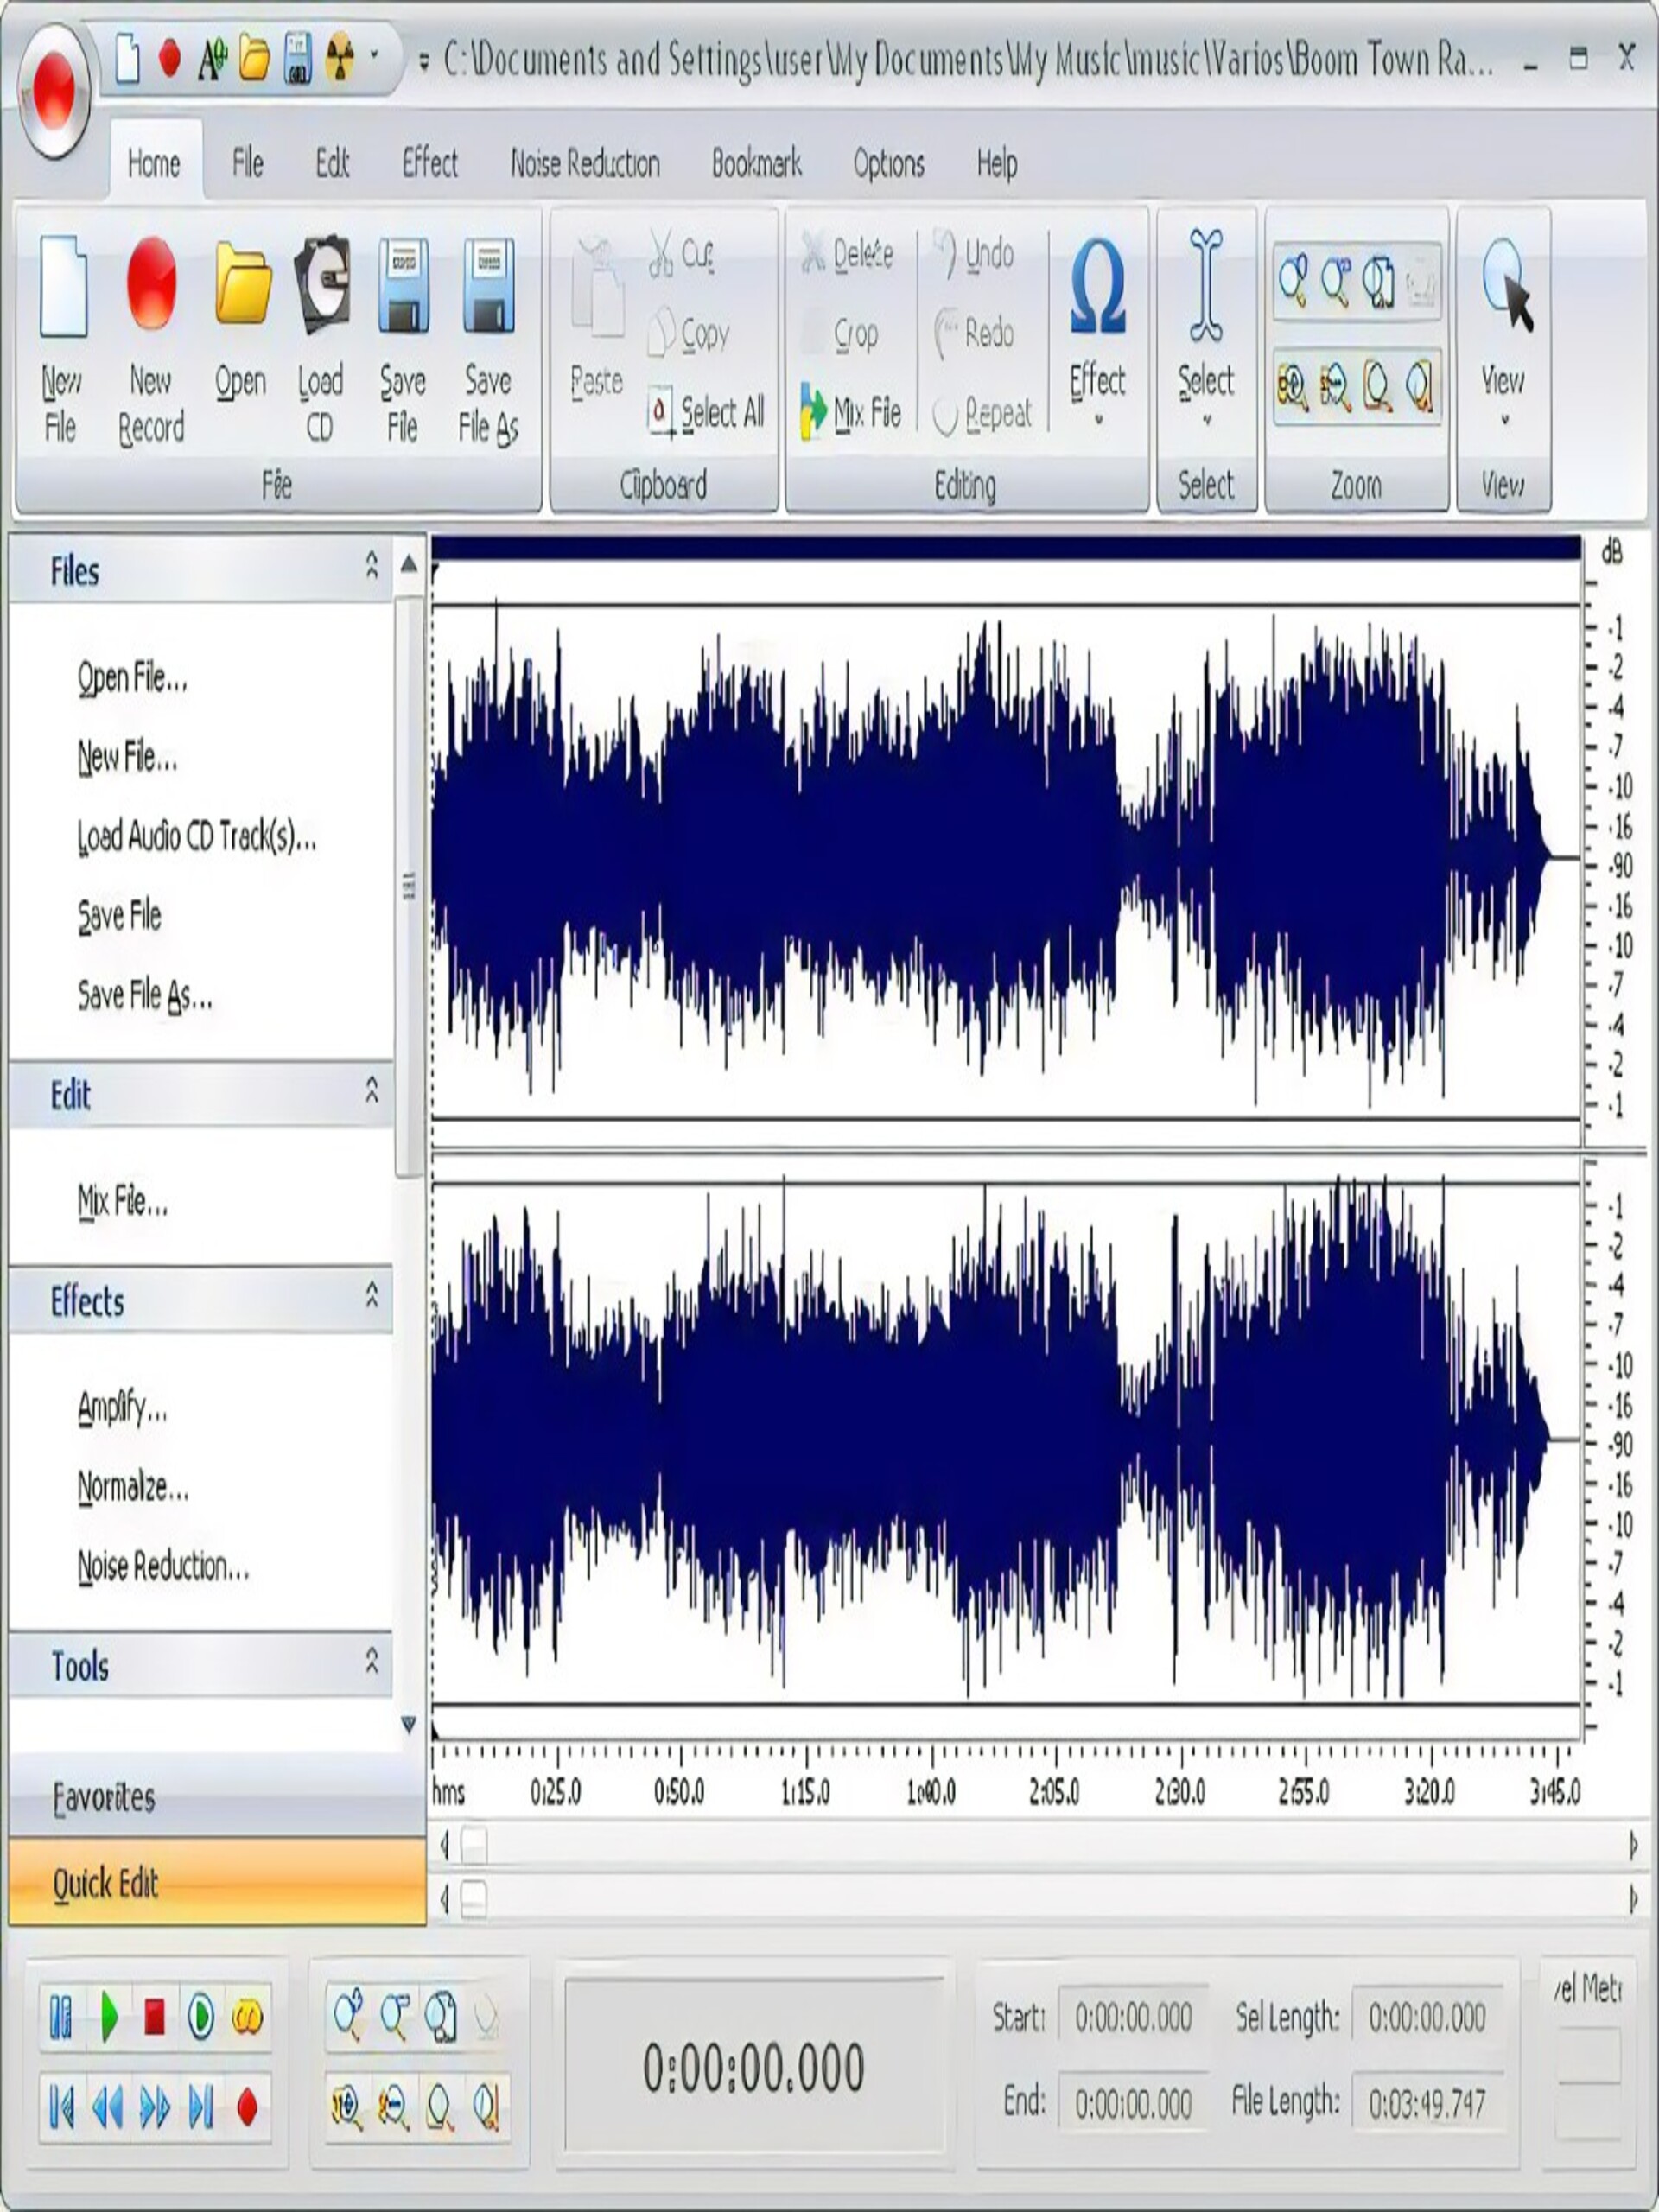 C:\Documents and Settings\user\My Documents\My Music\music\Varios\Boom Town Ra...
Home File Edit Effect Noise Reduction Bookmark Options Help
New File
New Record
Open
Load CD
Save File
Save File As
File
Paste
Cut
Copy
Select All
Clipboard
Delete
Crop
Mix File
Undo
Redo
Repeat
Effect
Editing
Select
Select
Zoom
View
View
Files
Open File...
New File...
Load Audio CD Track(s)...
Save File
Save File As...
Edit
Mix File...
Effects
Amplify...
Normalize...
Noise Reduction...
Tools
Favorites
Quick Edit
dB
-1
-2
-4
-7
-10
-16
-90
-16
-10
-7
-4
-2
-1
-1
-2
-4
-7
-10
-16
-90
-16
-10
-7
-4
-2
-1
hms 0:25.0 0:50.0 1:15.0 2:05.0 2:30.0 2:55.0 3:20.0 3:45.0
0:00:00.000
Start: 0:00:00.000 Sel Length: 0:00:00.000
End: 0:00:00.000 File Length: 0:03:49.747